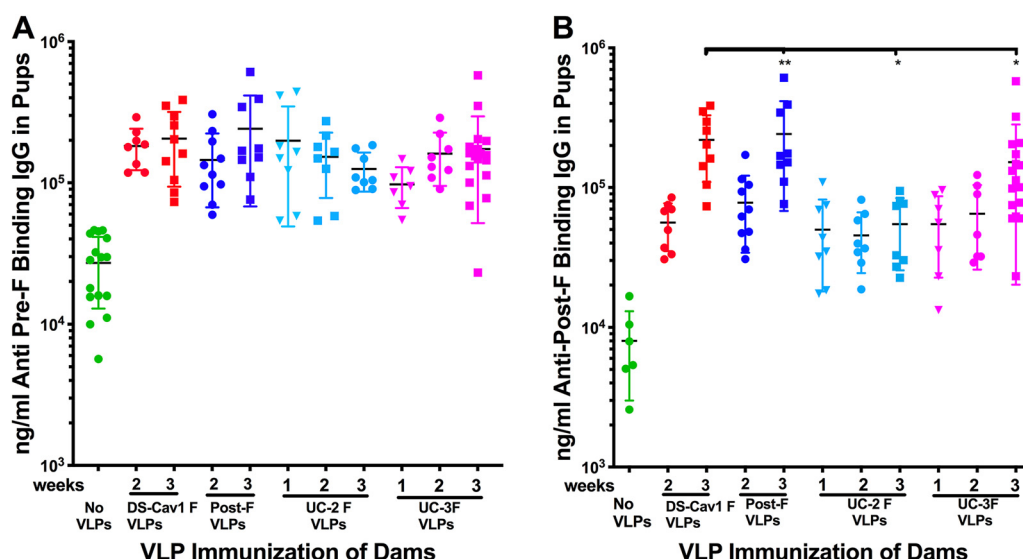 A
ng/ml Anti Pre-F Binding IgG in Pups
10⁶
10⁵
10⁴
10³
weeks 2 3 2 3 1 2 3 1 2 3
No DS-Cav1 F Post-F UC-2 F UC-3F
VLPs VLPs VLPs VLPs VLPs
VLP Immunization of Dams
B
ng/ml Anti-Post-F Binding IgG in Pups
10⁶
** * *
10⁵
10⁴
10³
weeks 2 3 2 3 1 2 3 1 2 3
No DS-Cav1 F Post-F UC-2 F UC-3F
VLPs VLPs VLPs VLPs VLPs
VLP Immunization of Dams